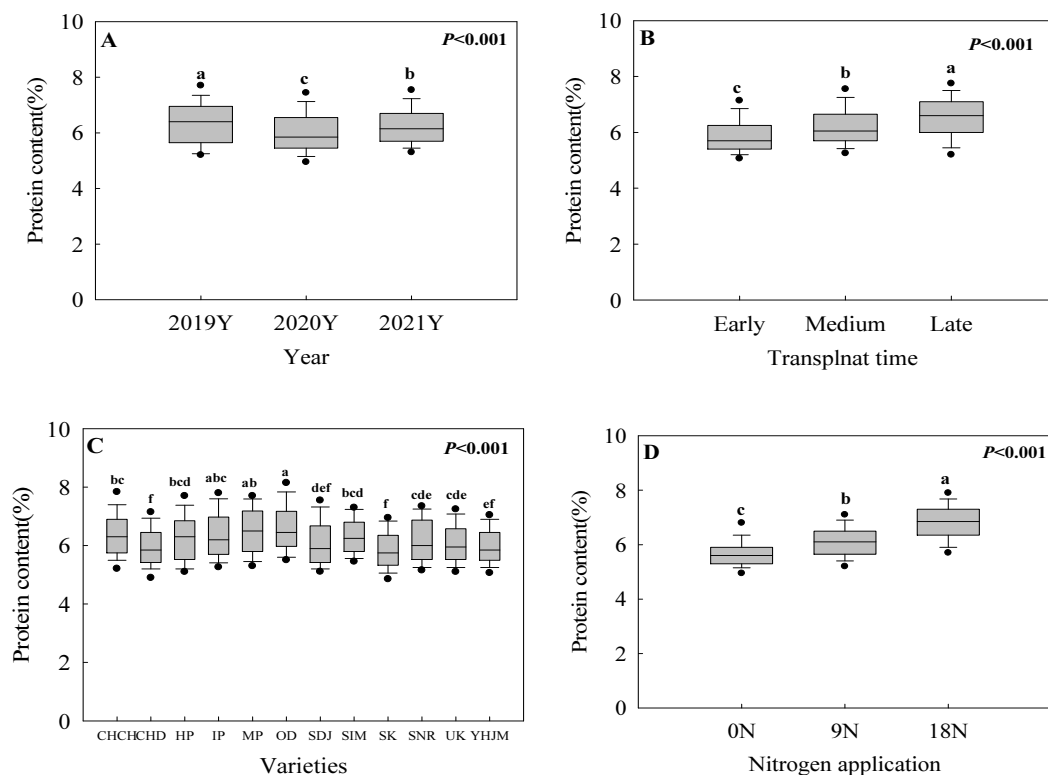 A
P<0.001
10
8
6
4
2
0
Protein content(%)
a
c
b
2019Y 2020Y 2021Y
Year
B
P<0.001
10
8
6
4
2
0
Protein content(%)
c
b
a
Early Medium Late
Transplnat time
C
P<0.001
10
8
6
4
2
0
Protein content(%)
bc f bcd abc ab a def bcd f cde cde ef
CHCH CHD HP IP MP OD SDJ SIM SK SNR UK YHJM
Varieties
D
P<0.001
10
8
6
4
2
0
Protein content(%)
c
b
a
0N 9N 18N
Nitrogen application